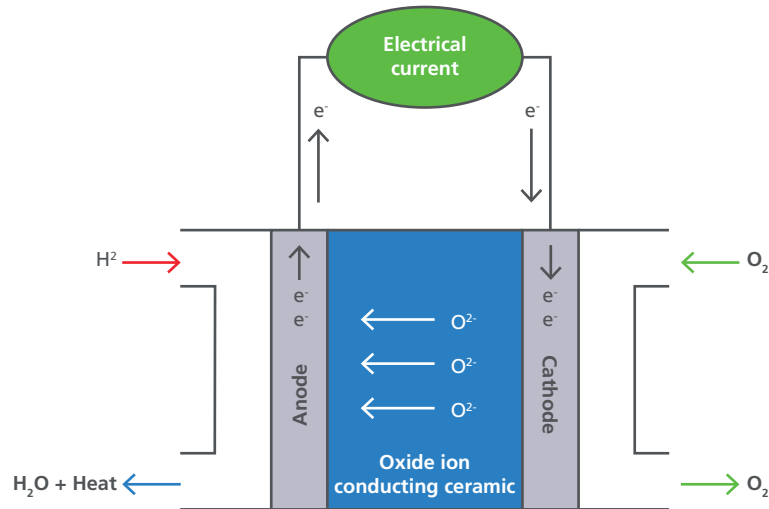 Electrical
current
e⁻
e⁻
H²
O₂
e⁻
e⁻
e⁻
e⁻
O²⁻
O²⁻
O²⁻
Anode
Cathode
Oxide ion
conducting ceramic
H₂O + Heat
O₂